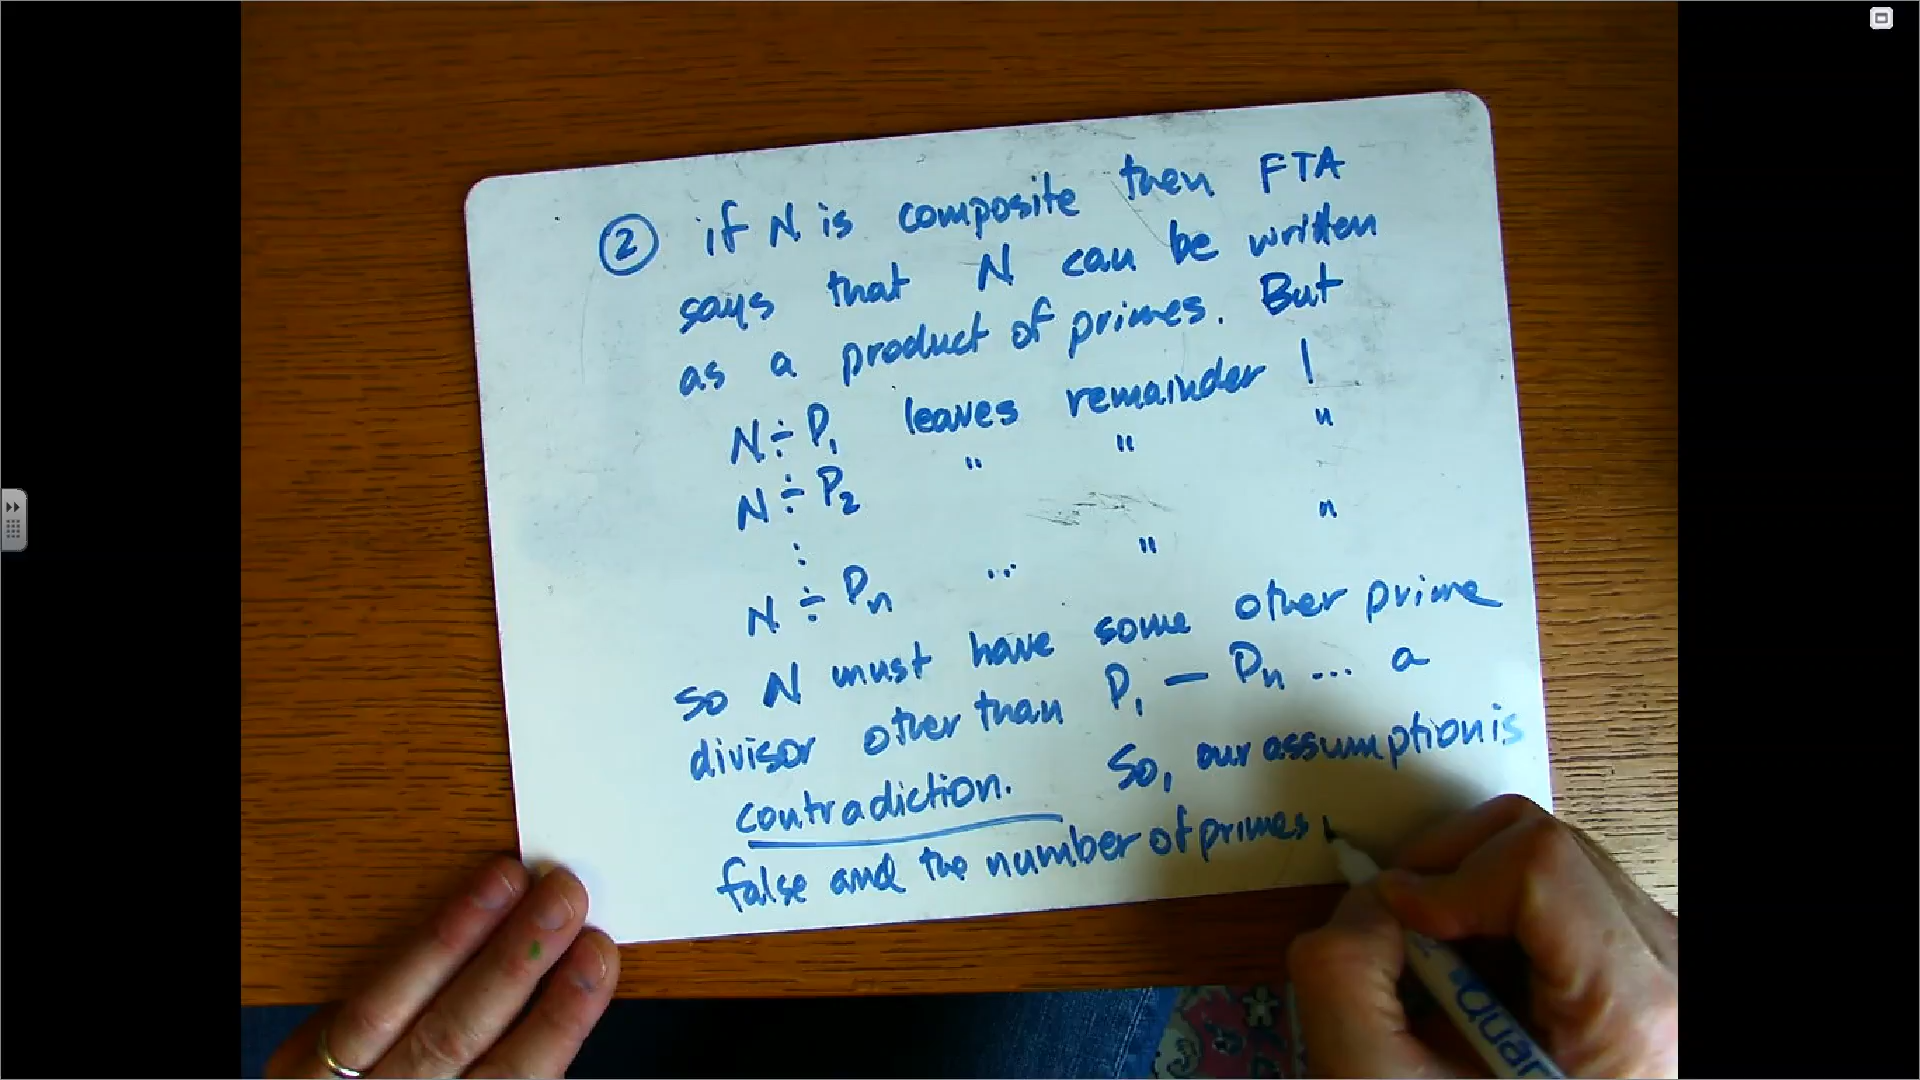 ② if N is composite then FTA
says that N can be written
as a product of primes. But
N ÷ P₁ leaves remainder 1
N ÷ P₂ " " "
⋮
N ÷ Pₙ ... " "
So N must have some other prime
divisor other than P₁ — Pₙ ... a
contradiction. So, our assumption is
false and the number of primes